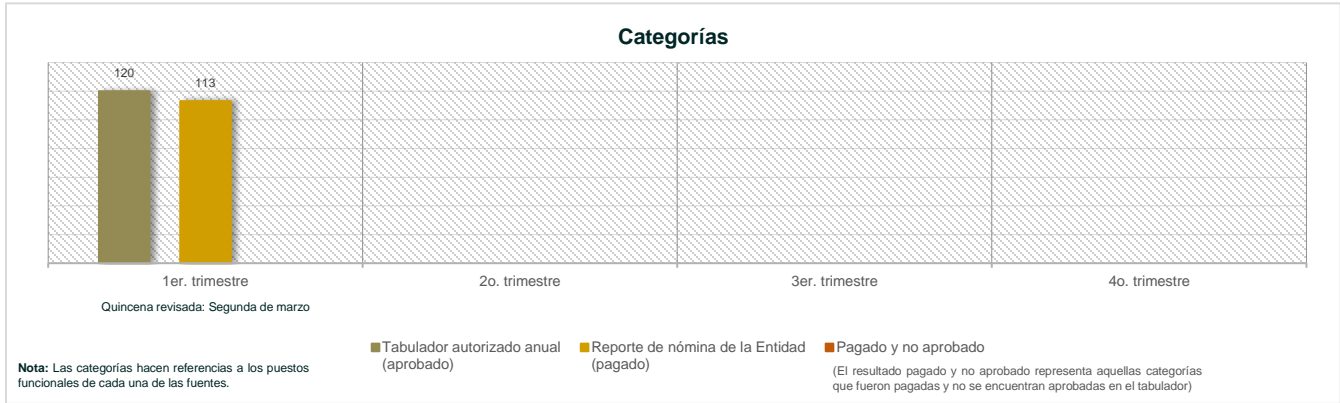 Categorías
120
113
1er. trimestre
2o. trimestre
3er. trimestre
4o. trimestre
Quincena revisada: Segunda de marzo
Tabulador autorizado anual
(aprobado)
Reporte de nómina de la Entidad
(pagado)
Pagado y no aprobado
(El resultado pagado y no aprobado representa aquellas categorías
que fueron pagadas y no se encuentran aprobadas en el tabulador)
Nota: Las categorías hacen referencias a los puestos
funcionales de cada una de las fuentes.